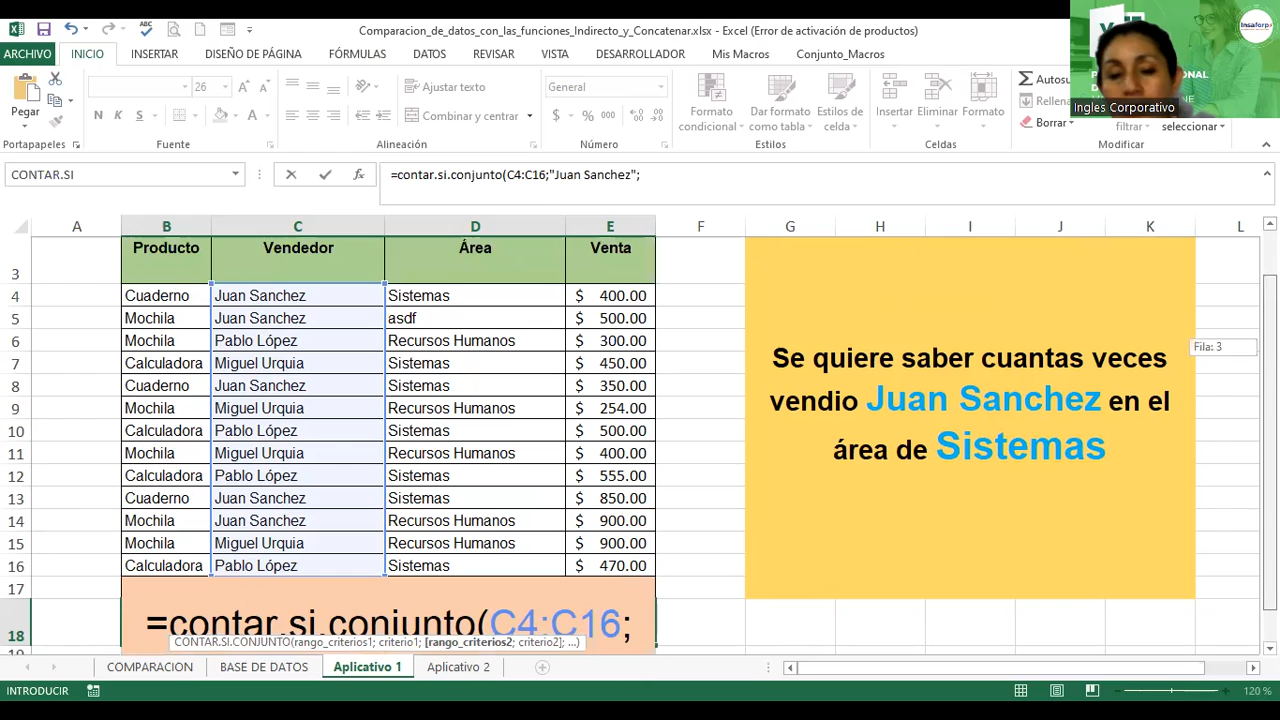 Comparacion_de_datos_con_las_funciones_Indirecto_y_Concatenar.xlsx - Excel (Error de activación de productos)
ARCHIVO INICIO INSERTAR DISEÑO DE PÁGINA FÓRMULAS DATOS REVISAR VISTA DESARROLLADOR Mis Macros Conjunto_Macros
Insaforp
Ingles Corporativo
Pegar
26
N K S
Ajustar texto
Combinar y centrar
General
$ % 000
Formato condicional
Dar formato como tabla
Estilos de celda
Insertar
Eliminar
Formato
Borrar
filtrar
seleccionar
Portapapeles Fuente Alineación Número Estilos Celdas Modificar
CONTAR.SI
=contar.si.conjunto(C4:C16;"Juan Sanchez";
A B C D E F G H I J K L
3 Producto Vendedor Área Venta
4 Cuaderno Juan Sanchez Sistemas $ 400.00
5 Mochila Juan Sanchez asdf $ 500.00
6 Mochila Pablo López Recursos Humanos $ 300.00
7 Calculadora Miguel Urquia Sistemas $ 450.00
8 Cuaderno Juan Sanchez Sistemas $ 350.00
9 Mochila Miguel Urquia Recursos Humanos $ 254.00
10 Calculadora Pablo López Sistemas $ 500.00
11 Mochila Miguel Urquia Recursos Humanos $ 400.00
12 Calculadora Pablo López Sistemas $ 555.00
13 Cuaderno Juan Sanchez Sistemas $ 850.00
14 Mochila Juan Sanchez Recursos Humanos $ 900.00
15 Mochila Miguel Urquia Recursos Humanos $ 900.00
16 Calculadora Pablo López Sistemas $ 470.00
17
18 =contar.si.conjunto(C4:C16;
CONTAR.SI.CONJUNTO(rango_criterios1; criterio1; [rango_criterios2; criterio2]; ...)
Se quiere saber cuantas veces
vendio Juan Sanchez en el
área de Sistemas
Fila: 3
COMPARACION BASE DE DATOS Aplicativo 1 Aplicativo 2
INTRODUCIR
120 %